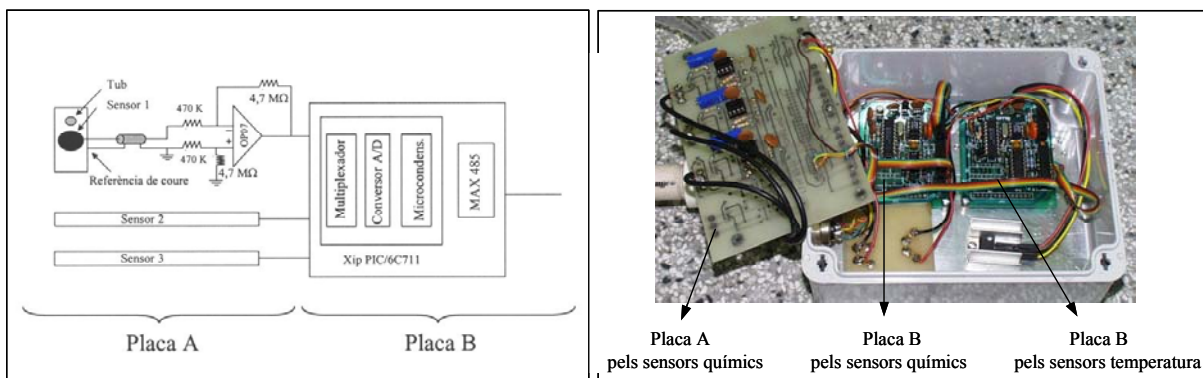 Tub
Sensor 1
470 K
4,7 MΩ
OP07
470 K
4,7 MΩ
Referència de coure
Sensor 2
Sensor 3
Multiplexador
Conversor A/D
Microcondens.
MAX 485
Xip PIC/6C711
Placa A
Placa B
Placa A
pels sensors químics
Placa B
pels sensors químics
Placa B
pels sensors temperatura